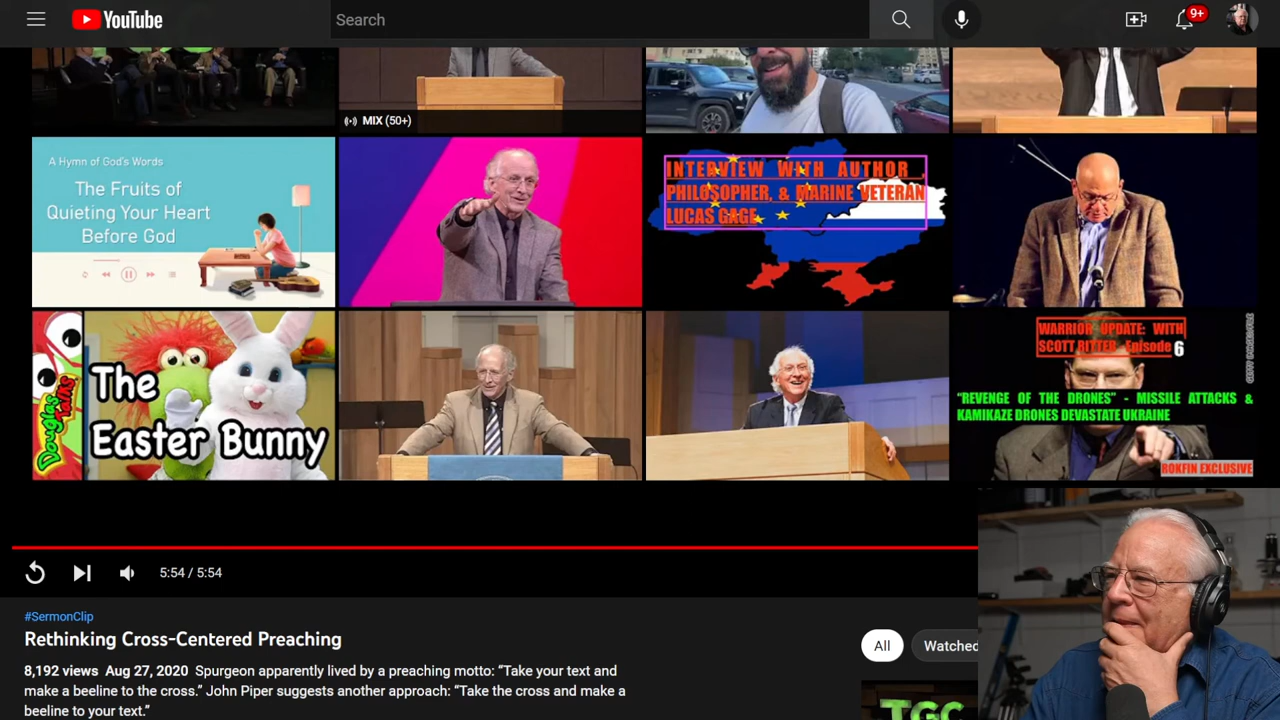 YouTube
Search
9+
MIX (50+)
A Hymn of God's Words
The Fruits of
Quieting Your Heart
Before God
INTERVIEW WITH AUTHOR ,
PHILOSOPHER, & MARINE VETERAN
LUCAS GAGE
Douglas
Talks
The
Easter Bunny
WARRIOR UPDATE: WITH
SCOTT RITTER - Episode 6
"REVENGE OF THE DRONES" - MISSILE ATTACKS &
KAMIKAZE DRONES DEVASTATE UKRAINE
ROKFIN EXCLUSIVE
5:54 / 5:54
#SermonClip
Rethinking Cross-Centered Preaching
8,192 views Aug 27, 2020 Spurgeon apparently lived by a preaching motto: “Take your text and
make a beeline to the cross.” John Piper suggests another approach: “Take the cross and make a
beeline to your text.”
All
Watched
TGC